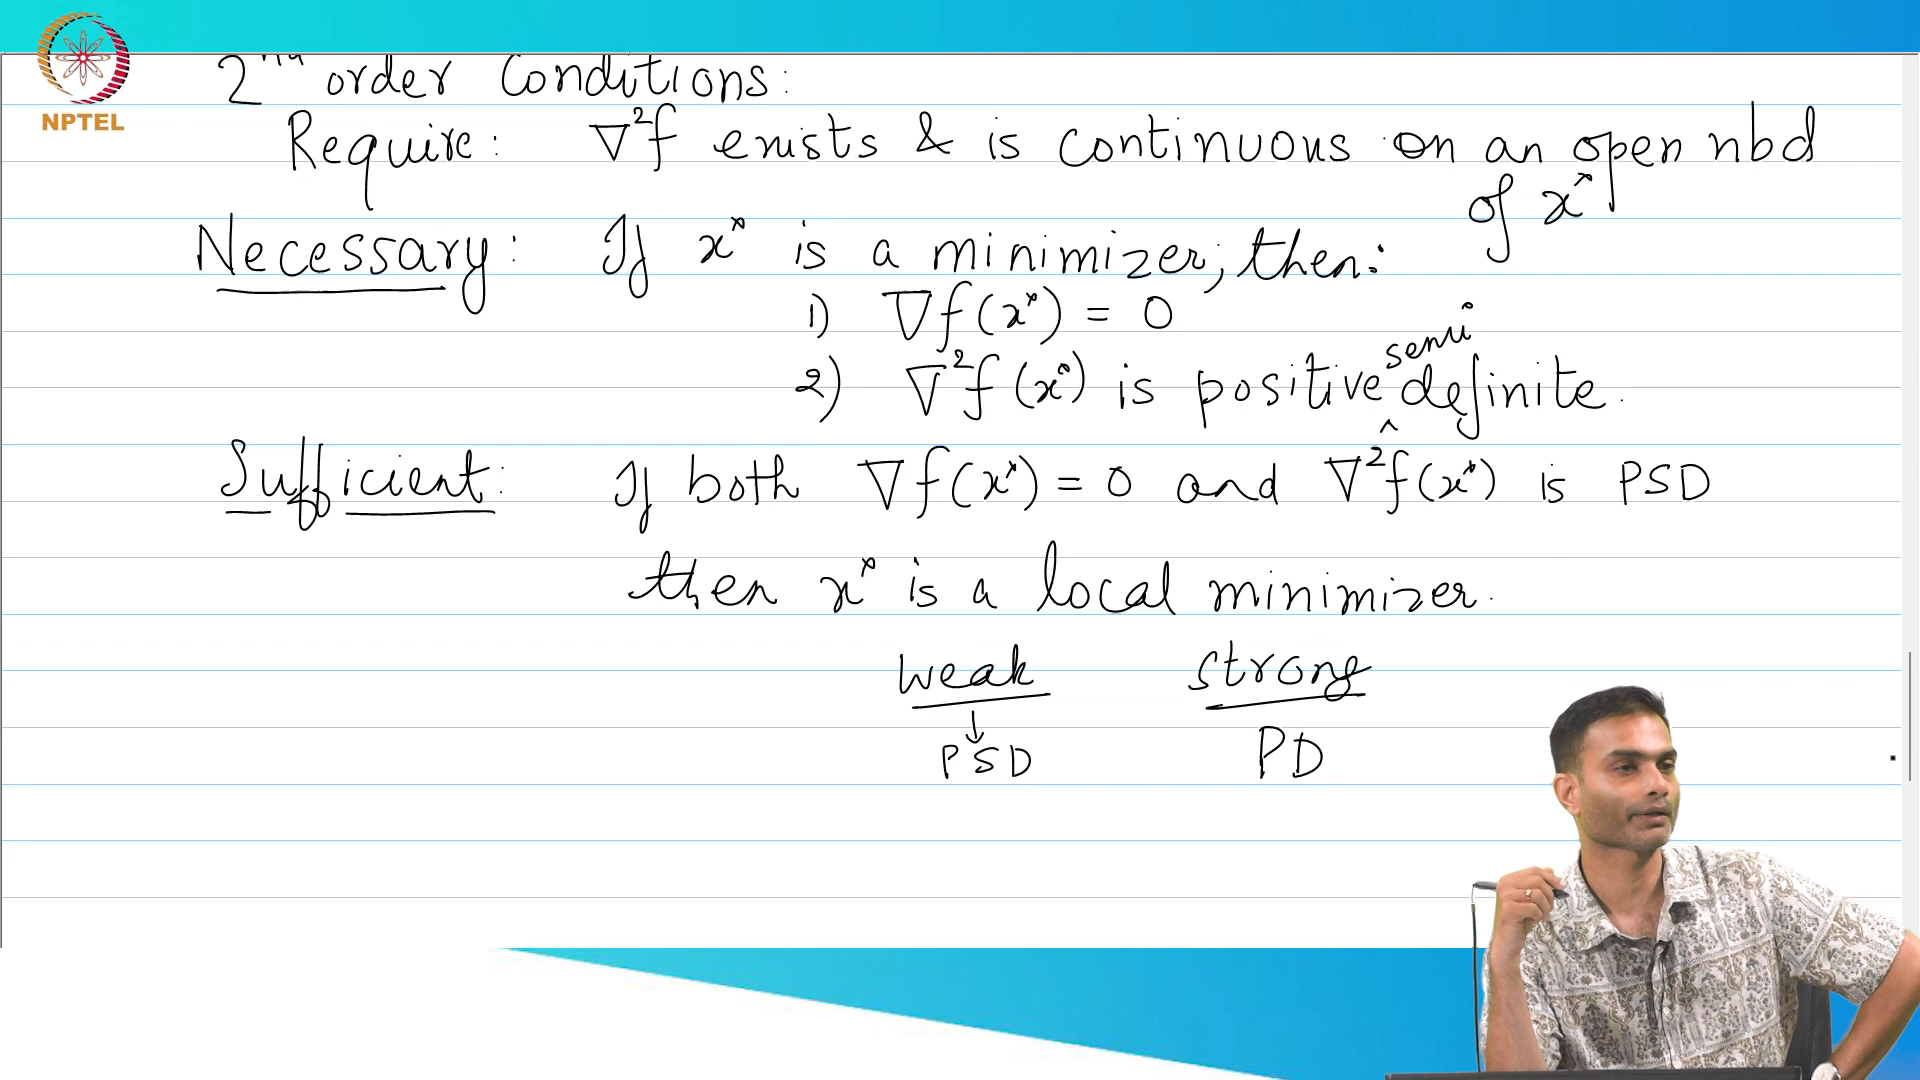 NPTEL
2nd order Conditions:
Require: ∇²f exists & is continuous on an open nbd
of x*
Necessary: If x* is a minimizer, then:
1) ∇f(x*) = 0
semi
2) ∇²f(x*) is positive ^ definite.
Sufficient: If both ∇f(x*) = 0 and ∇²f(x*) is PSD
then x* is a local minimizer.
weak strong
↓
PSD PD